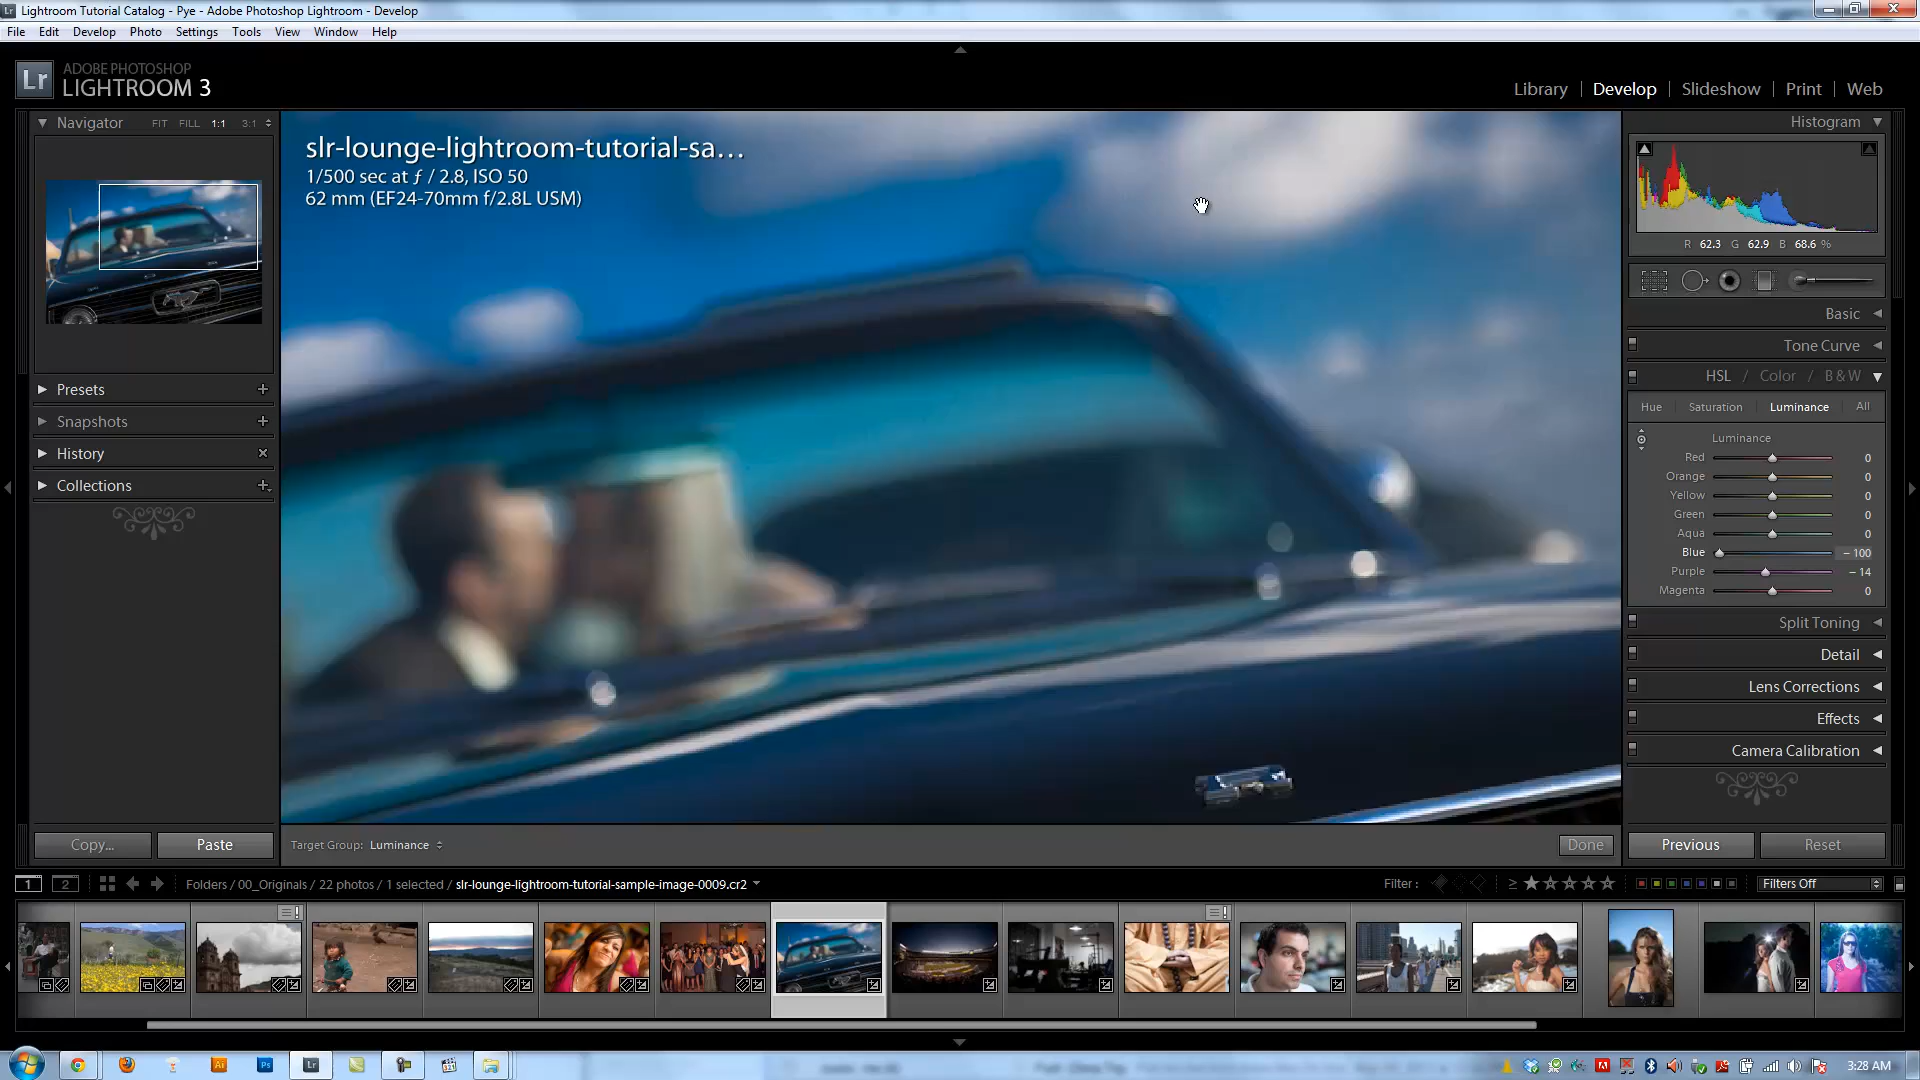 Lightroom Tutorial Catalog - Pye - Adobe Photoshop Lightroom - Develop
File Edit Develop Photo Settings Tools View Window Help
Lr ADOBE PHOTOSHOP
LIGHTROOM 3
Library | Develop | Slideshow | Print | Web
Navigator FIT FILL 1:1 3:1
Histogram
slr-lounge-lightroom-tutorial-sa...
1/500 sec at ƒ / 2.8, ISO 50
62 mm (EF24-70mm f/2.8L USM)
R 62.3 G 62.9 B 68.6 %
Basic
Tone Curve
HSL / Color / B & W
Hue Saturation Luminance All
Luminance
Red 0
Orange 0
Yellow 0
Green 0
Aqua 0
Blue - 100
Purple - 14
Magenta 0
Split Toning
Detail
Lens Corrections
Effects
Camera Calibration
Presets
Snapshots
History
Collections
Copy... Paste
Target Group: Luminance
Done
Previous Reset
1 2 Folders / 00_Originals / 22 photos / 1 selected / slr-lounge-lightroom-tutorial-sample-image-0009.cr2
Filter: Filters Off
Ai Ps Lr
3:28 AM